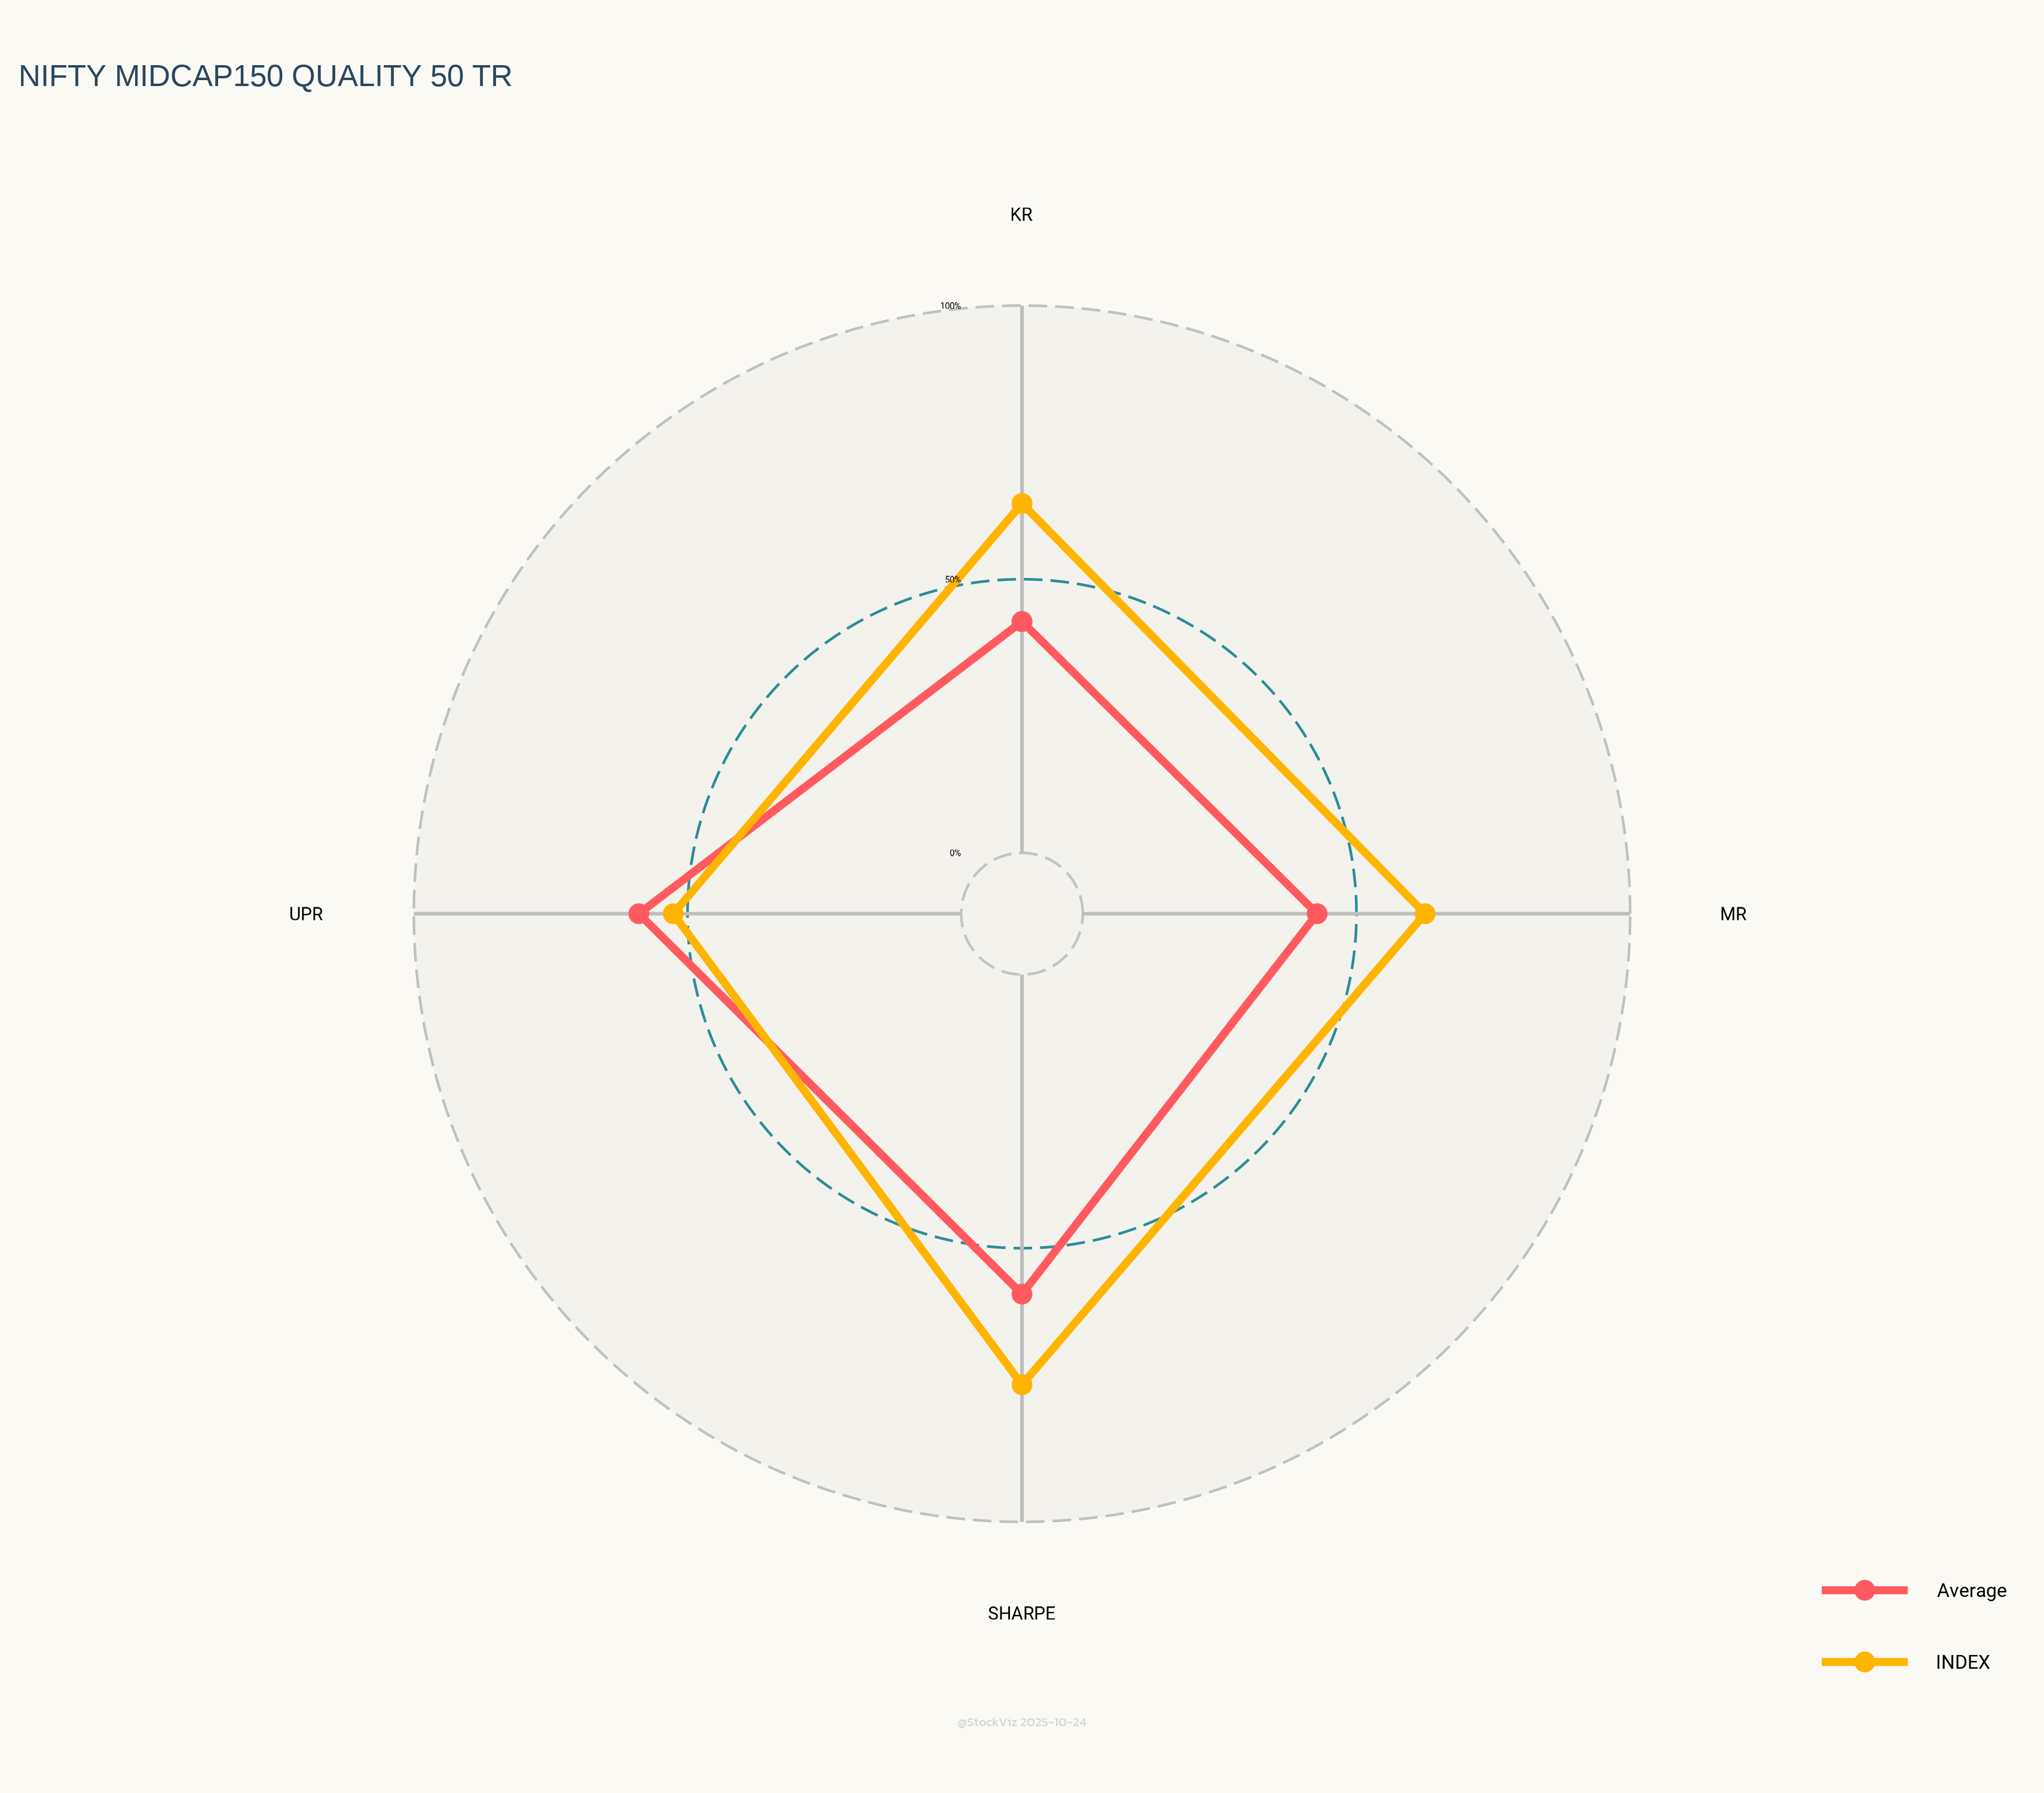 NIFTY MIDCAP150 QUALITY 50 TR
KR
100%
50%
0%
UPR
MR
SHARPE
Average
INDEX
@StockViz 2025-10-24